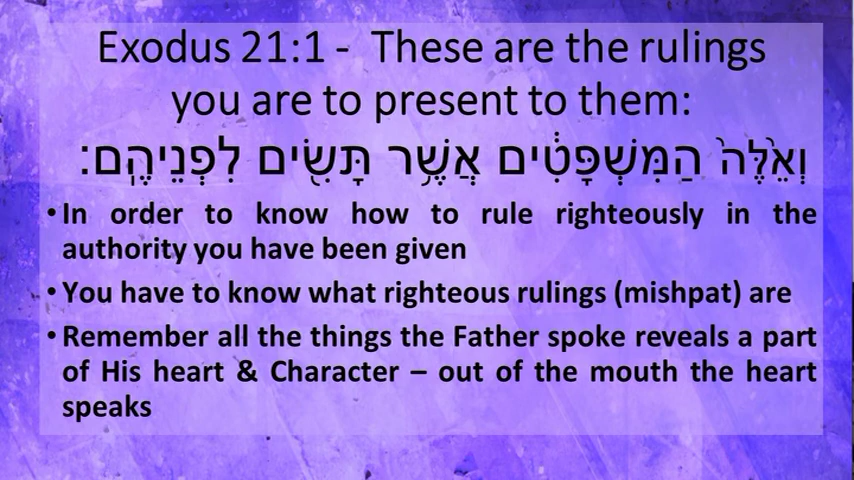 Exodus 21:1 - These are the rulings
you are to present to them:
וְאֵ֙לֶּה֙ הַמִּשְׁפָּטִ֔ים אֲשֶׁ֥ר תָּשִׂ֖ים לִפְנֵיהֶֽם׃
• In order to know how to rule righteously in the
authority you have been given
• You have to know what righteous rulings (mishpat) are
• Remember all the things the Father spoke reveals a part
of His heart & Character – out of the mouth the heart
speaks